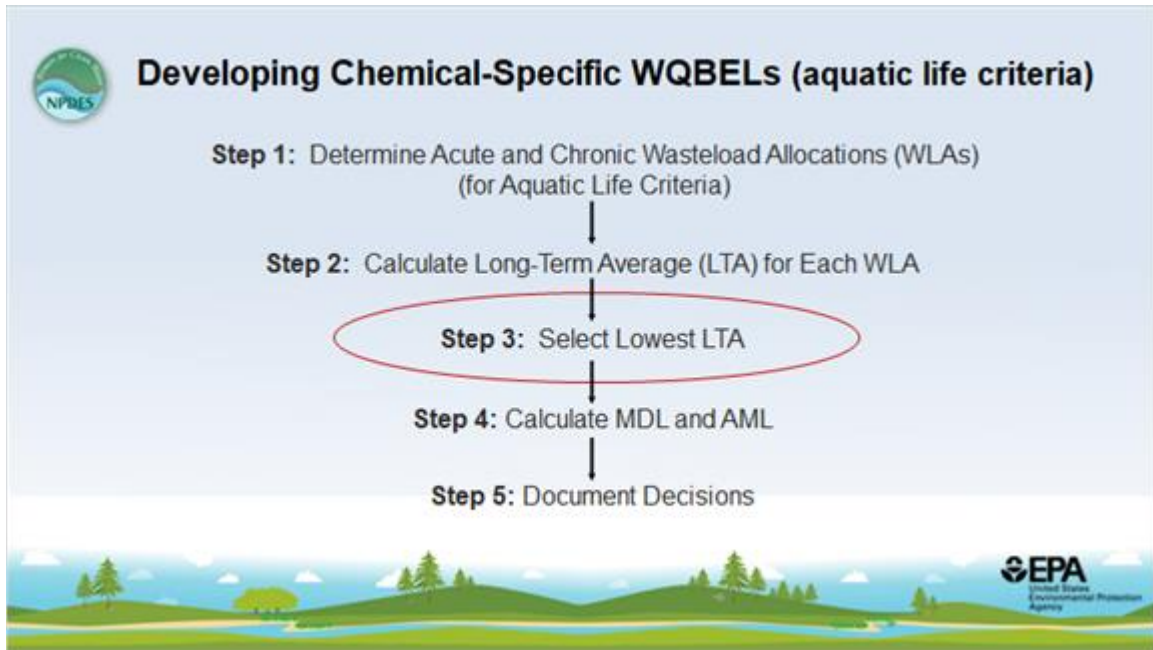 NPDES
Developing Chemical-Specific WQBELs (aquatic life criteria)
Step 1: Determine Acute and Chronic Wasteload Allocations (WLAs)
(for Aquatic Life Criteria)
Step 2: Calculate Long-Term Average (LTA) for Each WLA
Step 3: Select Lowest LTA
Step 4: Calculate MDL and AML
Step 5: Document Decisions
EPA
United States
Environmental Protection
Agency